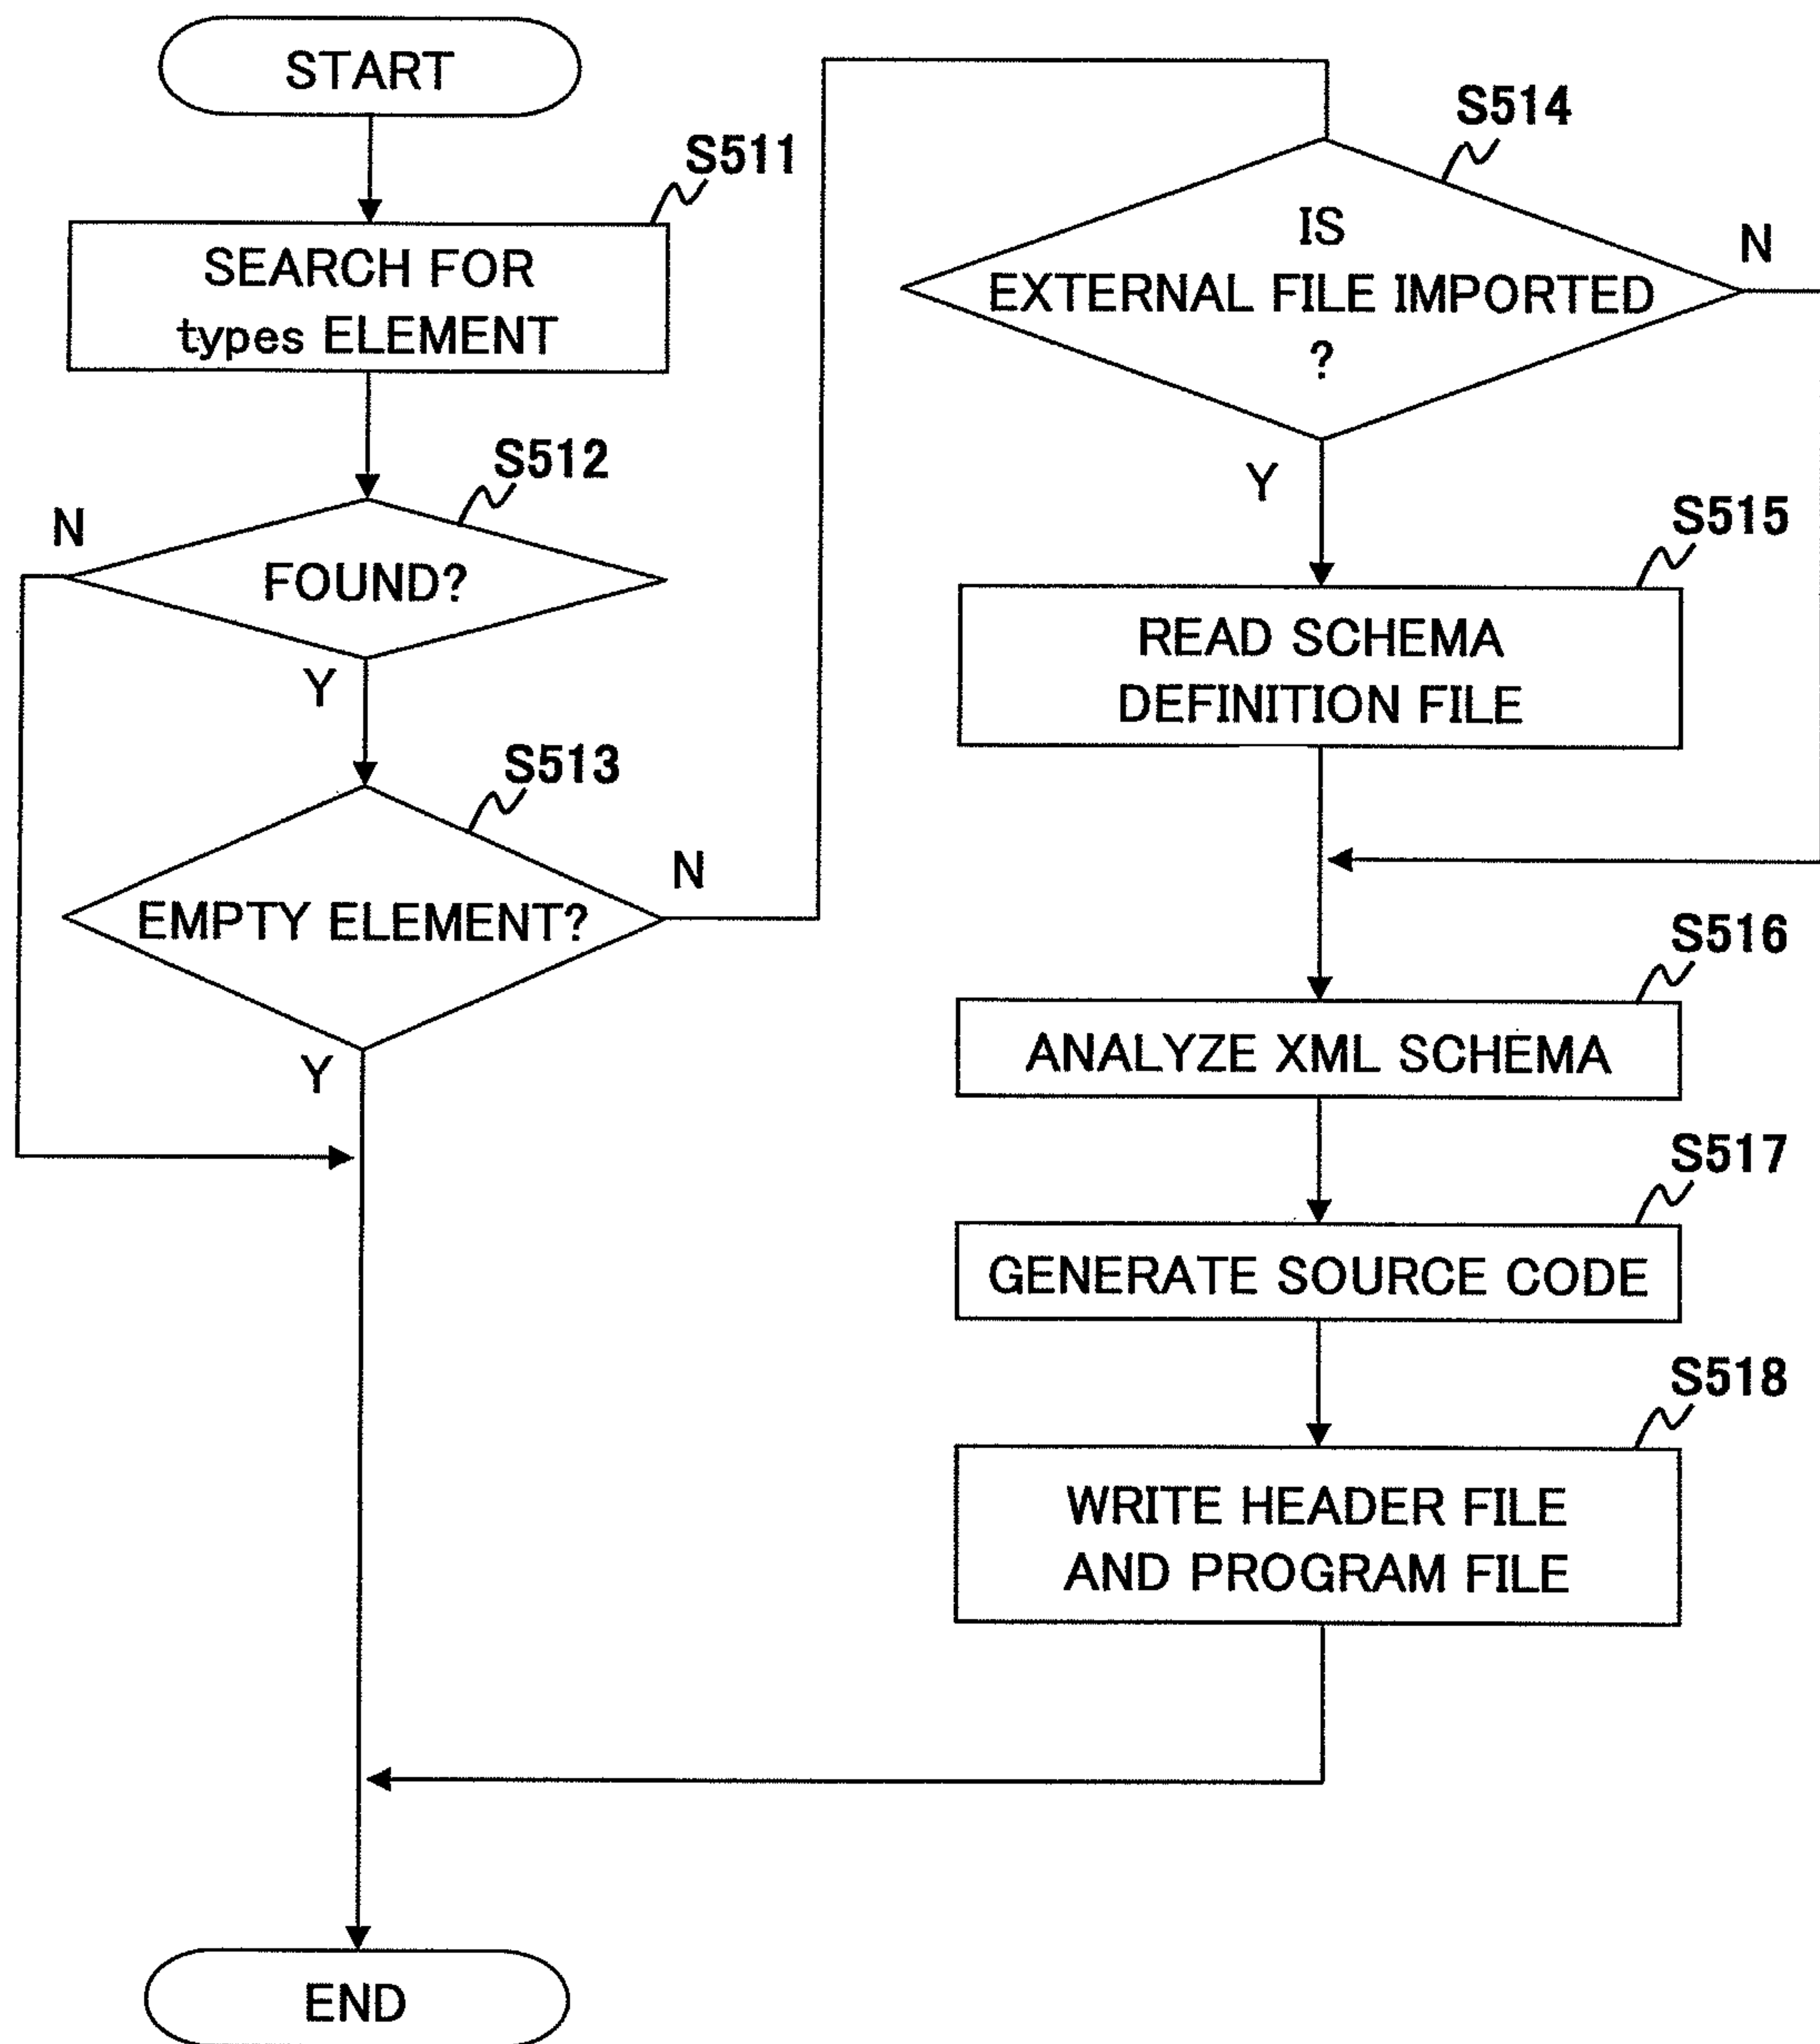 START
S511
SEARCH FOR
types ELEMENT
S512
N
FOUND?
Y
S513
N
EMPTY ELEMENT?
Y
S514
IS
N
EXTERNAL FILE IMPORTED
?
Y
S515
READ SCHEMA
DEFINITION FILE
S516
ANALYZE XML SCHEMA
S517
GENERATE SOURCE CODE
S518
WRITE HEADER FILE
AND PROGRAM FILE
END